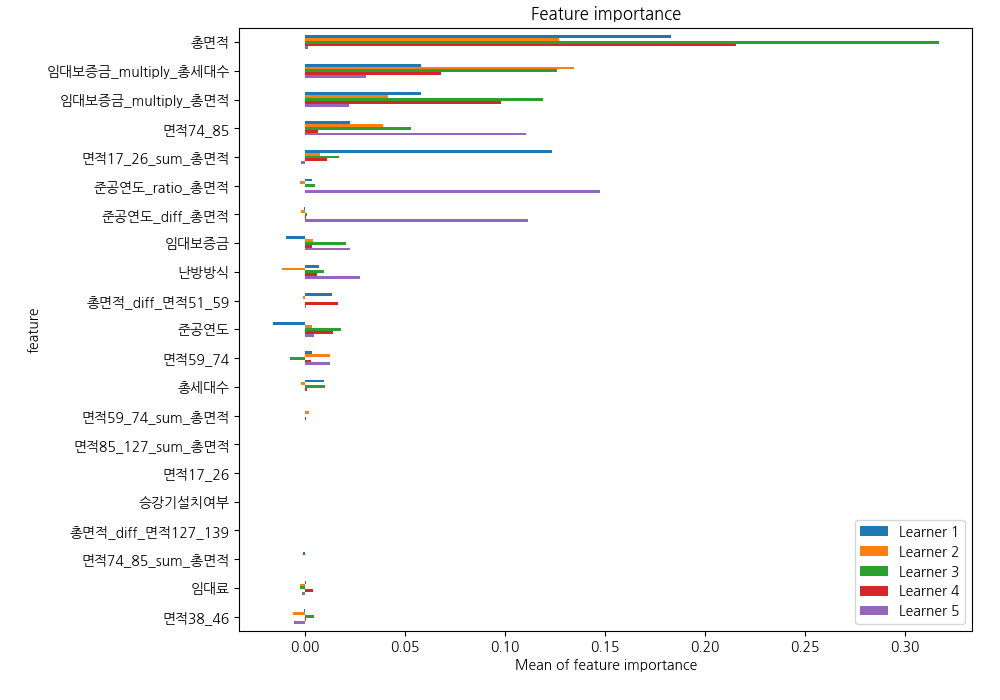 Feature importance
총면적
임대보증금_multiply_총세대수
임대보증금_multiply_총면적
면적74_85
면적17_26_sum_총면적
준공연도_ratio_총면적
준공연도_diff_총면적
임대보증금
난방방식
총면적_diff_면적51_59
준공연도
면적59_74
총세대수
면적59_74_sum_총면적
면적85_127_sum_총면적
면적17_26
승강기설치여부
총면적_diff_면적127_139
면적74_85_sum_총면적
임대료
면적38_46
feature
Learner 1
Learner 2
Learner 3
Learner 4
Learner 5
0.00 0.05 0.10 0.15 0.20 0.25 0.30
Mean of feature importance